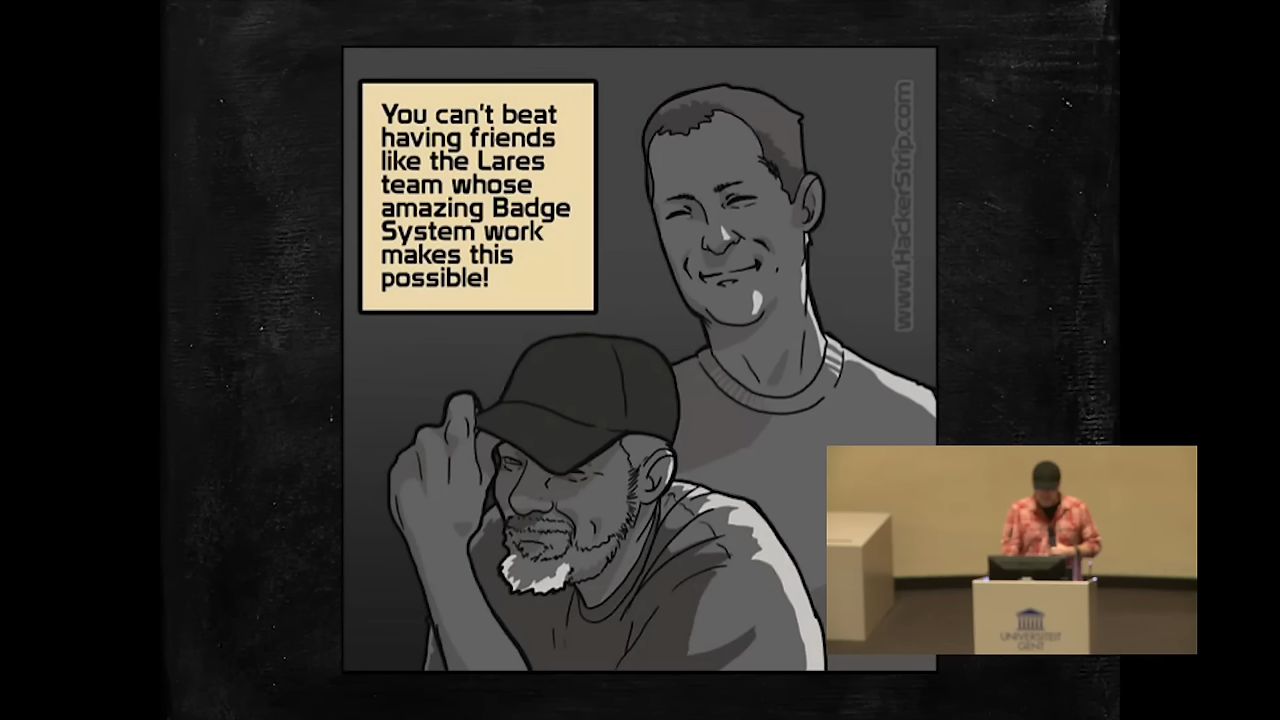 You can't beat
having friends
like the Lares
team whose
amazing Badge
System work
makes this
possible!
www.HackerStrip.com
UNIVERSITEIT
GENT